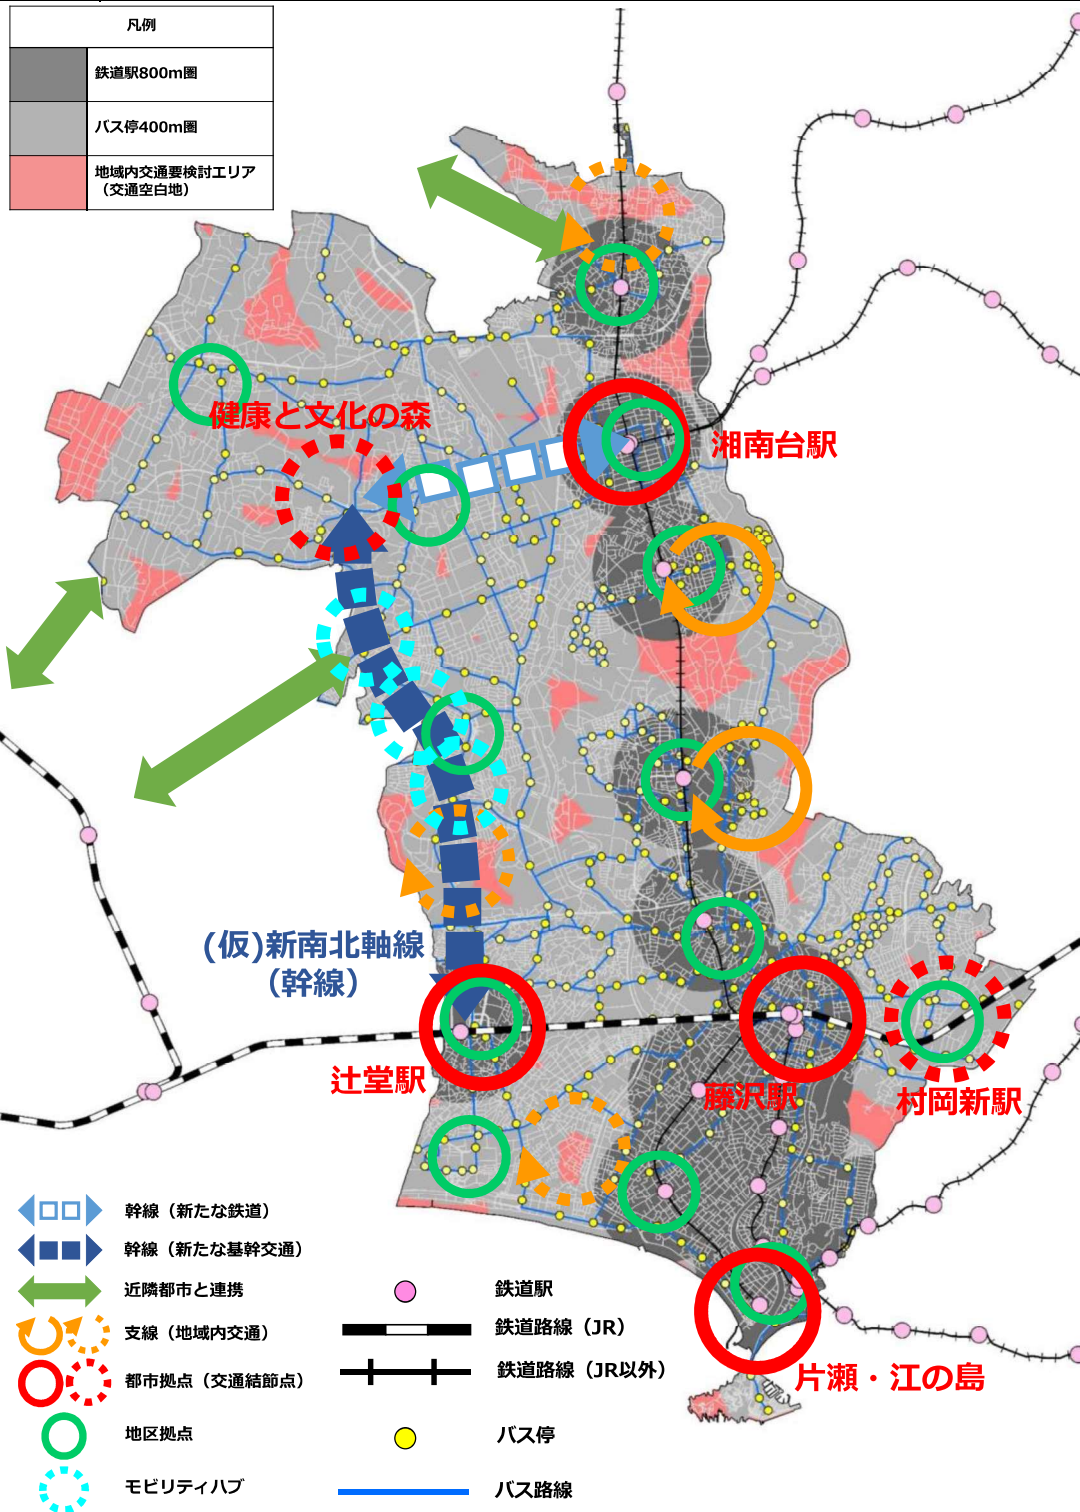 凡例
鉄道駅800m圏
バス停400m圏
地域内交通要検討エリア
（交通空白地）
健康と文化の森
湘南台駅
(仮)新南北軸線
（幹線）
辻堂駅
藤沢駅
村岡新駅
片瀬・江の島
幹線（新たな鉄道）
幹線（新たな基幹交通）
近隣都市と連携
支線（地域内交通）
都市拠点（交通結節点）
地区拠点
モビリティハブ
鉄道駅
鉄道路線（JR）
鉄道路線（JR以外）
バス停
バス路線